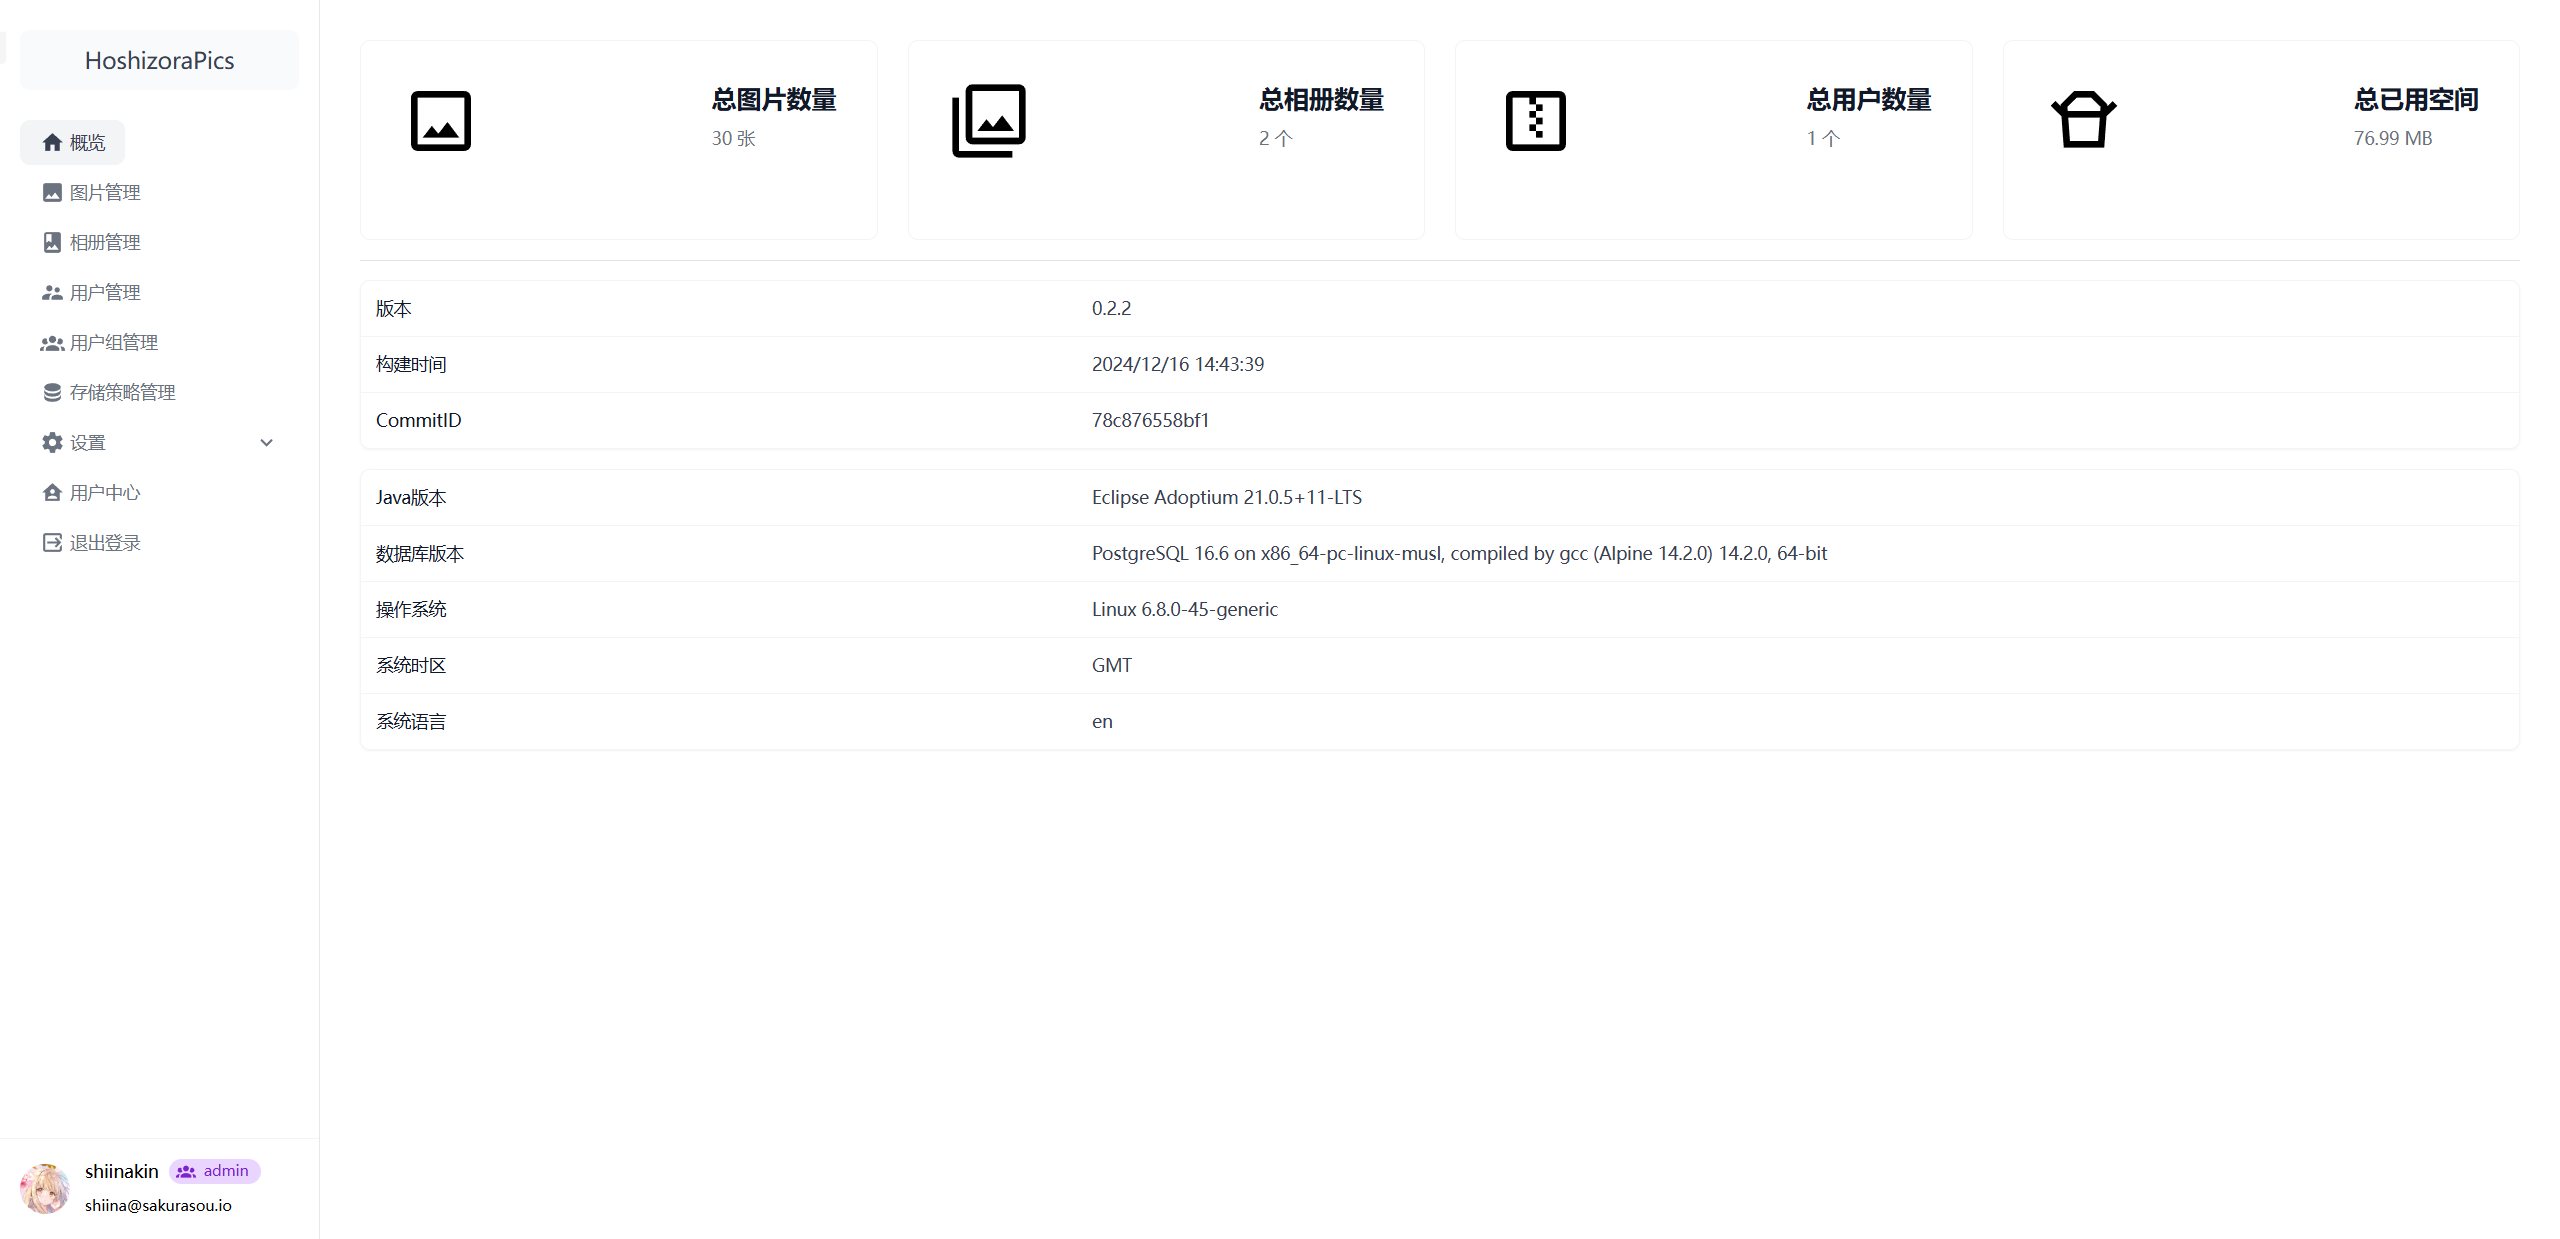 HoshizoraPics
概览
图片管理
相册管理
用户管理
用户组管理
存储策略管理
设置
用户中心
退出登录
shiinakin
admin
shiina@sakurasou.io
总图片数量
30 张
总相册数量
2 个
总用户数量
1 个
总已用空间
76.99 MB
版本 0.2.2
构建时间 2024/12/16 14:43:39
CommitID 78c876558bf1
Java版本 Eclipse Adoptium 21.0.5+11-LTS
数据库版本 PostgreSQL 16.6 on x86_64-pc-linux-musl, compiled by gcc (Alpine 14.2.0) 14.2.0, 64-bit
操作系统 Linux 6.8.0-45-generic
系统时区 GMT
系统语言 en